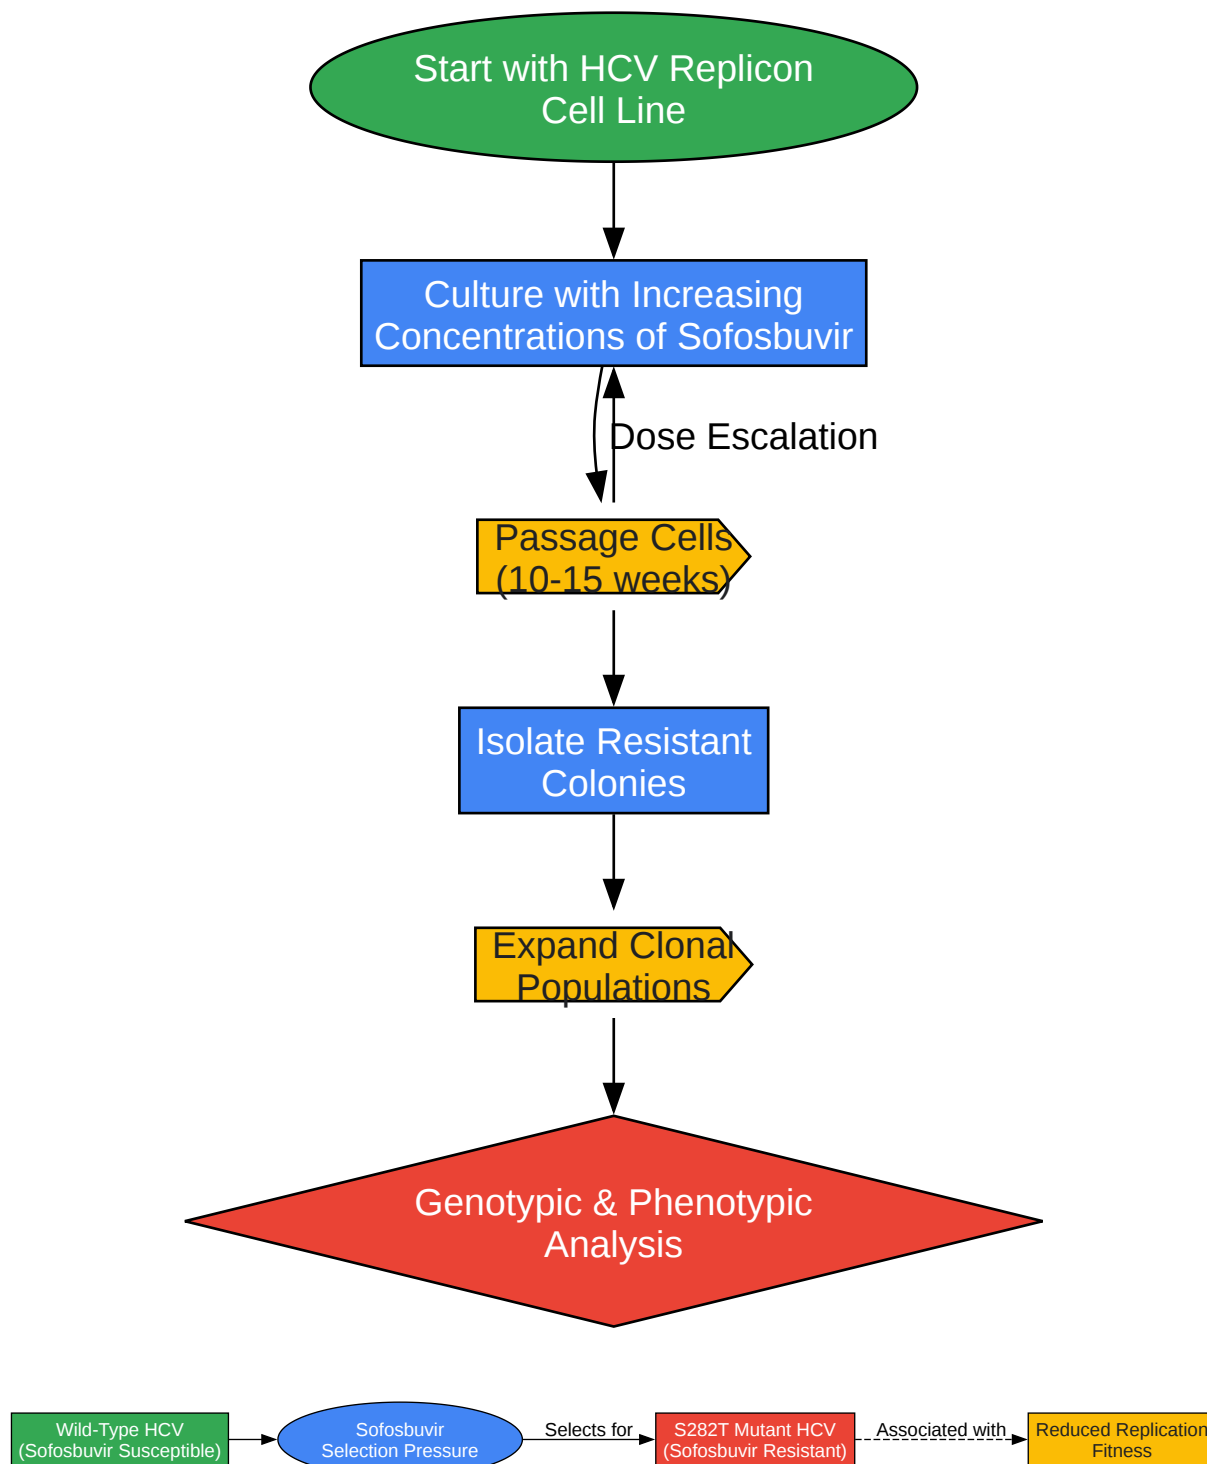 Start with HCV Replicon
Cell Line
Culture with Increasing
Concentrations of Sofosbuvir
Dose Escalation
Passage Cells
(10-15 weeks)
Isolate Resistant
Colonies
Expand Clonal
Populations
Genotypic & Phenotypic
Analysis
Wild-Type HCV
(Sofosbuvir Susceptible)
Sofosbuvir
Selection Pressure
Selects for
S282T Mutant HCV
(Sofosbuvir Resistant)
Associated with
Reduced Replication
Fitness